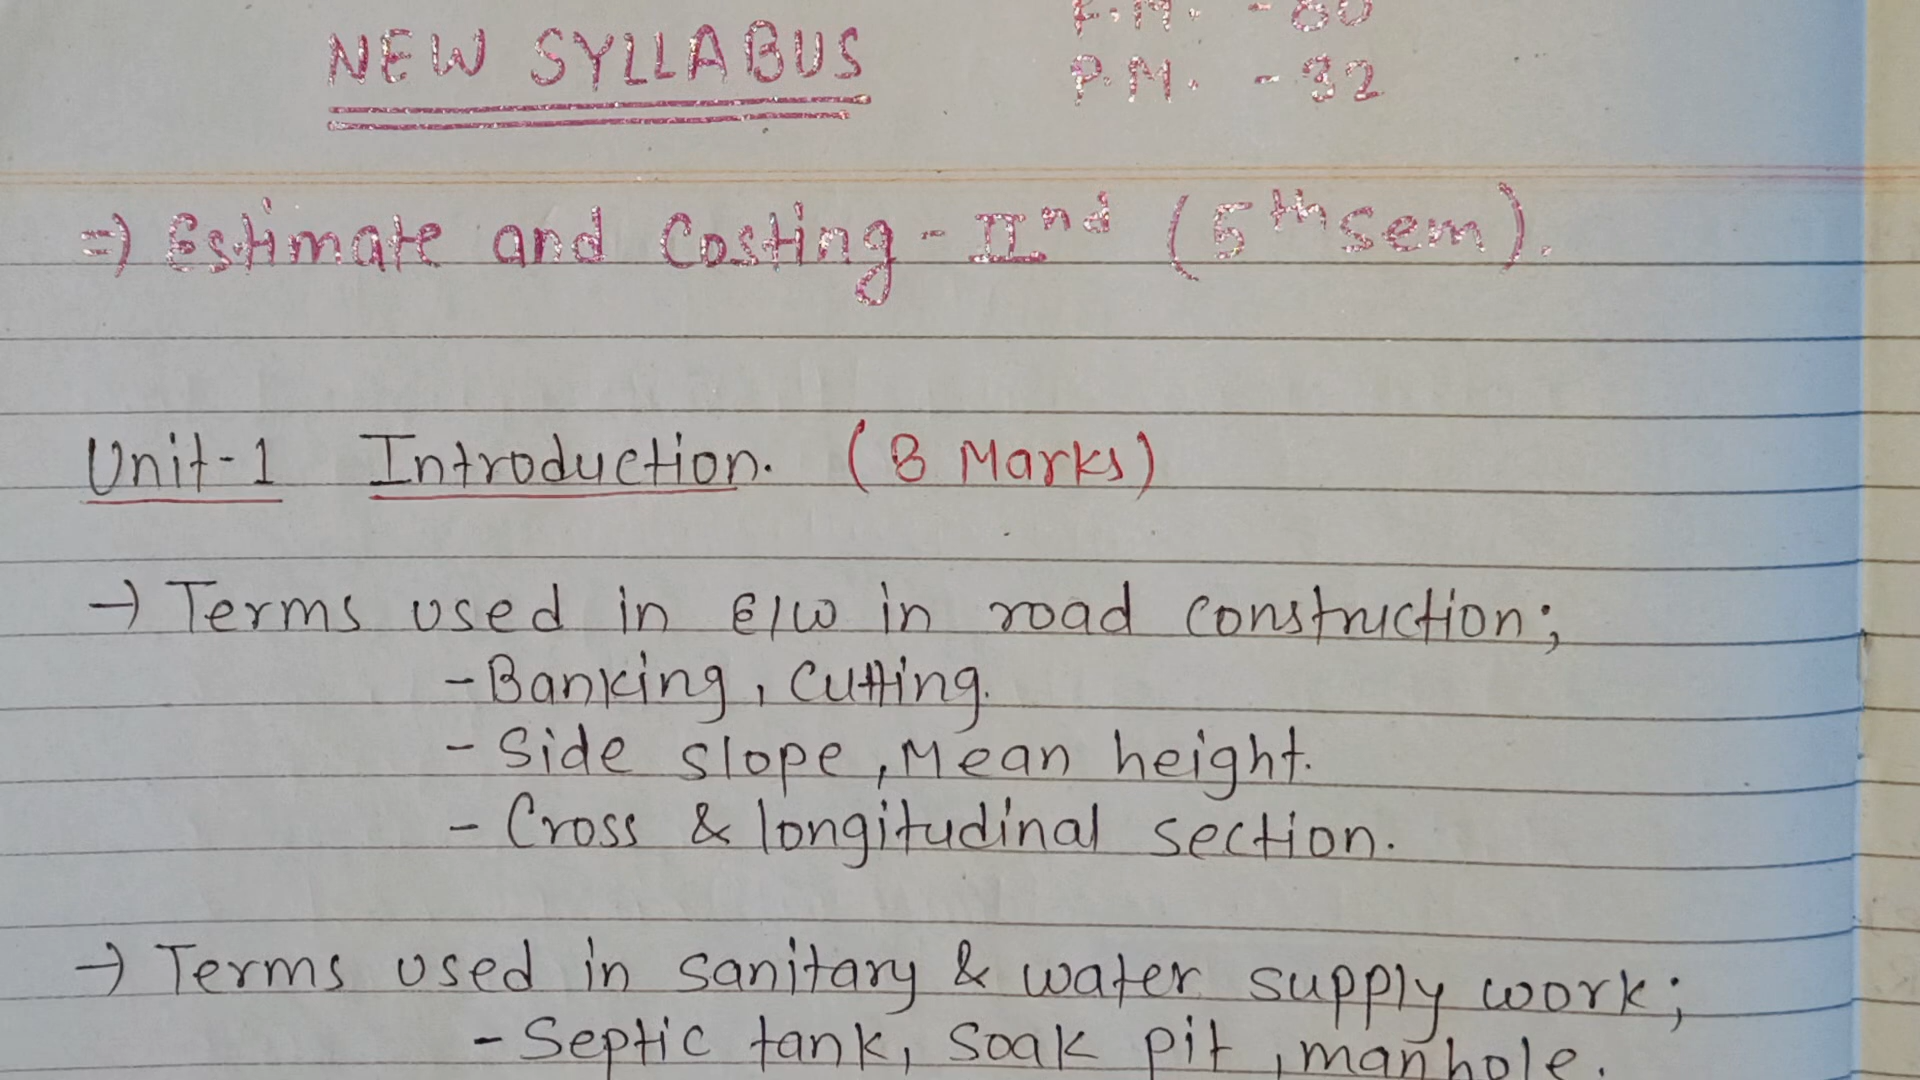 F.M. - 80
NEW SYLLABUS
P.M. - 32
=) Estimate and Costing - IInd (5th sem).
Unit-1 Introduction. (8 Marks)
→ Terms used in E/W in road construction;
- Banking, Cutting.
- Side slope, Mean height.
- Cross & longitudinal section.
→ Terms used in sanitary & water supply work;
- Septic tank, Soak pit, manhole.